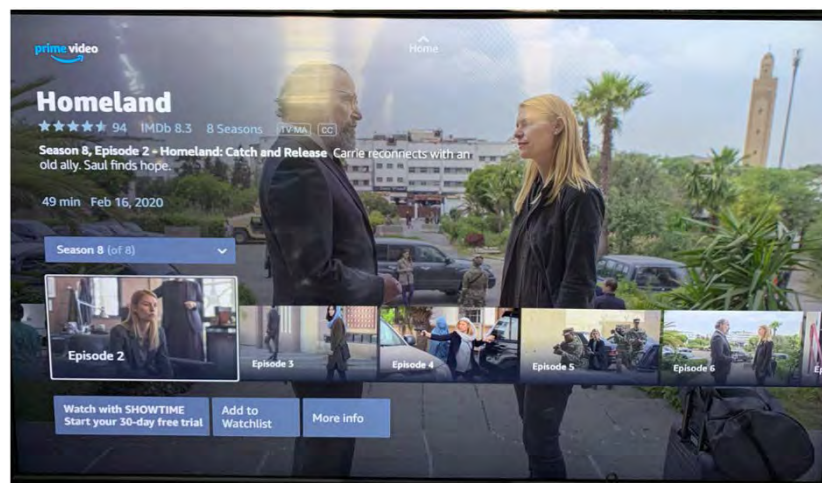 prime video
Home
Homeland
94 IMDb 8.3 8 Seasons TV-MA CC
Season 8, Episode 2 - Homeland: Catch and Release Carrie reconnects with an
old ally. Saul finds hope.
49 min Feb 16, 2020
Season 8 (of 8)
Episode 2
Episode 3
Episode 4
Episode 5
Episode 6
Watch with SHOWTIME
Start your 30-day free trial
Add to
Watchlist
More info